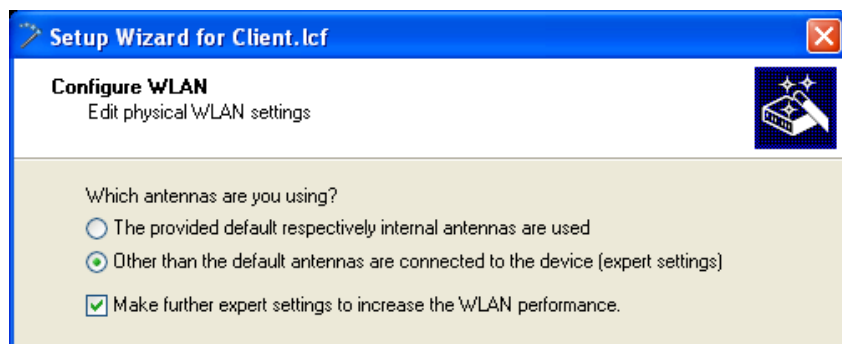 Setup Wizard for Client.lcf
Configure WLAN
Edit physical WLAN settings
Which antennas are you using?
The provided default respectively internal antennas are used
Other than the default antennas are connected to the device (expert settings)
Make further expert settings to increase the WLAN performance.